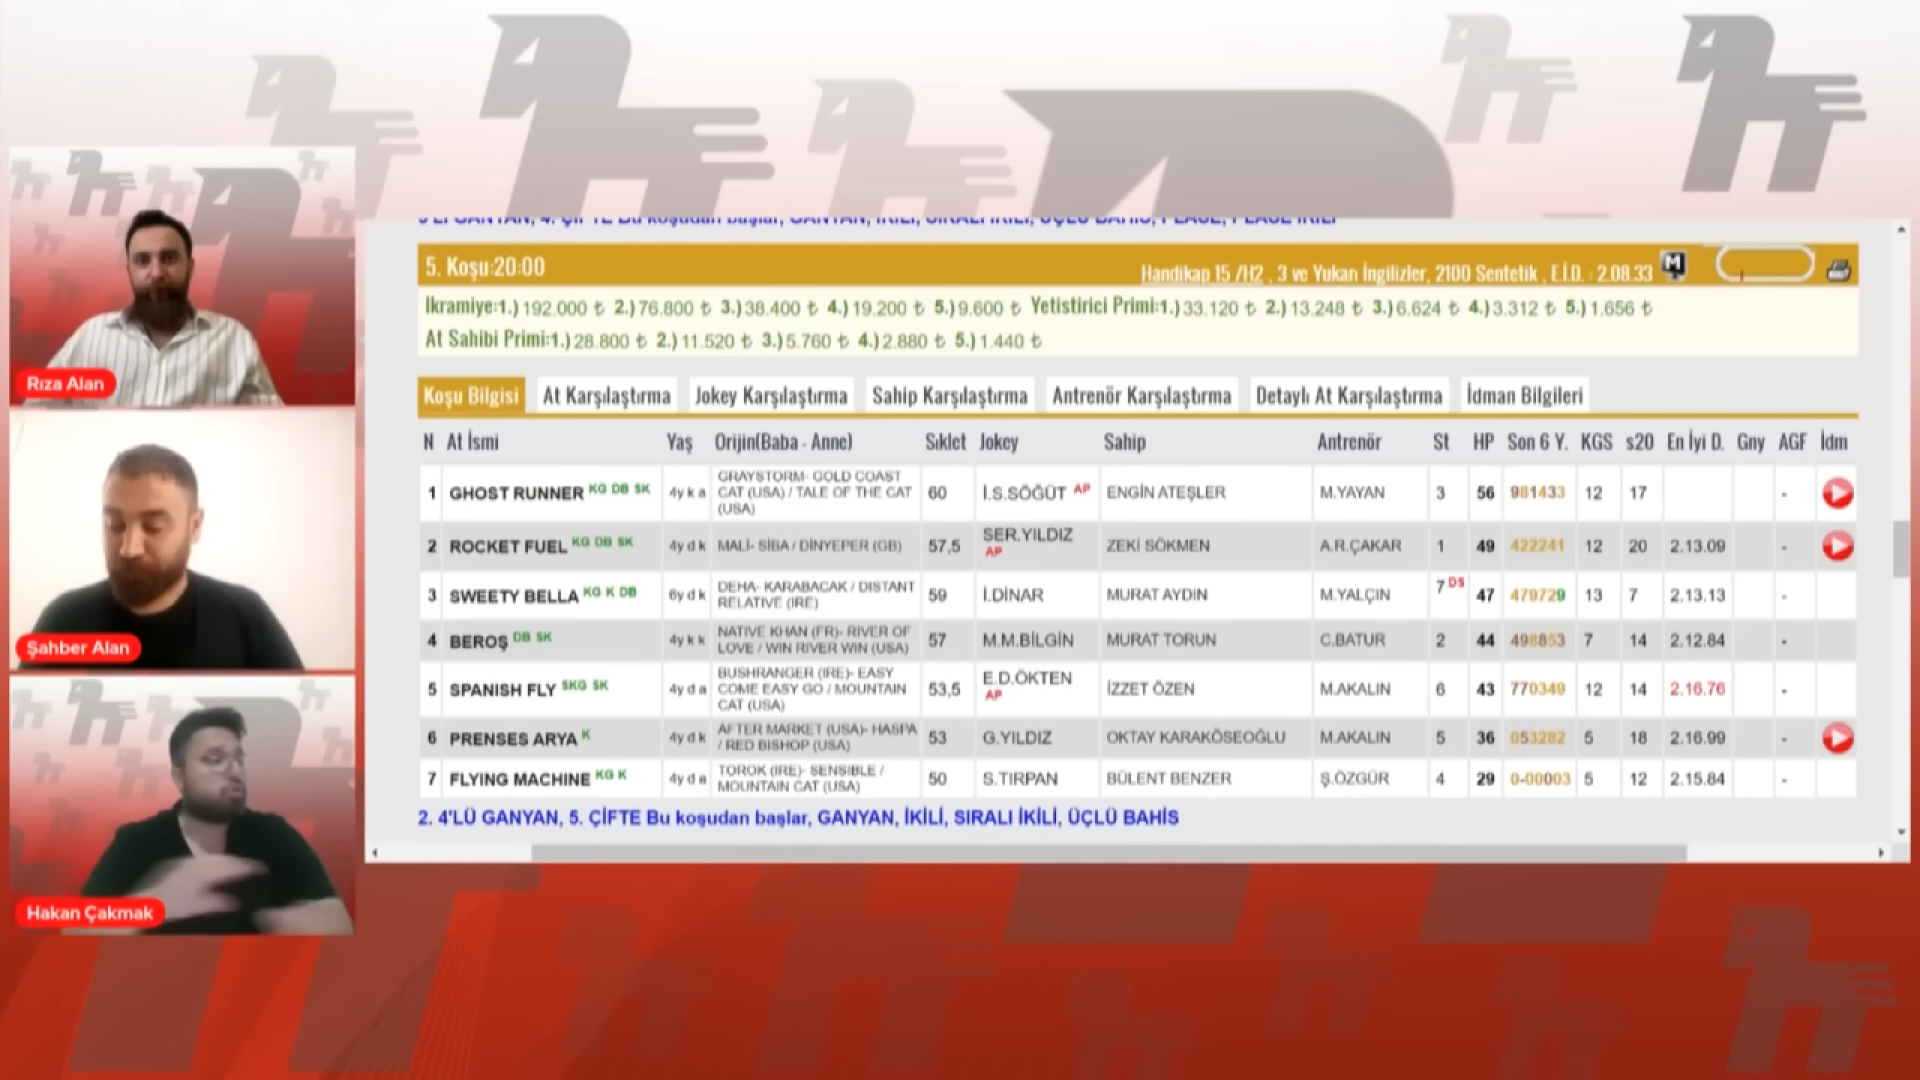 Rıza Alan
Şahber Alan
Hakan Çakmak
5. Koşu:20:00
Handikap 15 /H2 , 3 ve Yukarı İngilizler, 2100 Sentetik , E.İ.D. : 2.08.33
Ikramiye:1.) 192.000 ₺ 2.) 76.800 ₺ 3.) 38.400 ₺ 4.) 19.200 ₺ 5.) 9.600 ₺ Yetistirici Primi:1.) 33.120 ₺ 2.) 13.248 ₺ 3.) 6.624 ₺ 4.) 3.312 ₺ 5.) 1.656 ₺
At Sahibi Primi:1.) 28.800 ₺ 2.) 11.520 ₺ 3.) 5.760 ₺ 4.) 2.880 ₺ 5.) 1.440 ₺
Koşu Bilgisi At Karşılaştırma Jokey Karşılaştırma Sahip Karşılaştırma Antrenör Karşılaştırma Detaylı At Karşılaştırma İdman Bilgileri
N At İsmi Yaş Orijin(Baba - Anne) Sıklet Jokey Sahip Antrenör St HP Son 6 Y. KGS s20 En İyi D. Gny AGF İdm
1 GHOST RUNNER KG DB SK 4y k a GRAYSTORM- GOLD COAST CAT (USA) / TALE OF THE CAT (USA) 60 İ.S.SÖĞÜT AP ENGİN ATEŞLER M.YAYAN 3 56 981433 12 17 -
2 ROCKET FUEL KG DB SK 4y d k MALİ- SİBA / DİNYEPER (GB) 57,5 SER.YILDIZ AP ZEKİ SÖKMEN A.R.ÇAKAR 1 49 422241 12 20 2.13.09 -
3 SWEETY BELLA KG K DB 6y d k DEHA- KARABACAK / DISTANT RELATIVE (IRE) 59 İ.DİNAR MURAT AYDIN M.YALÇIN 7 DS 47 479729 13 7 2.13.13 -
4 BEROŞ DB SK 4y k k NATIVE KHAN (FR)- RIVER OF LOVE / WIN RIVER WIN (USA) 57 M.M.BİLGİN MURAT TORUN C.BATUR 2 44 498853 7 14 2.12.84 -
5 SPANISH FLY SKG SK 4y d a BUSHRANGER (IRE)- EASY COME EASY GO / MOUNTAIN CAT (USA) 53,5 E.D.ÖKTEN AP İZZET ÖZEN M.AKALIN 6 43 770349 12 14 2.16.76 -
6 PRENSES ARYA K 4y d k AFTER MARKET (USA)- HASPA / RED BISHOP (USA) 53 G.YILDIZ OKTAY KARAKÖSEOĞLU M.AKALIN 5 36 053282 5 18 2.16.99 -
7 FLYING MACHINE KG K 4y d a TOROK (IRE)- SENSIBLE / MOUNTAIN CAT (USA) 50 S.TIRPAN BÜLENT BENZER Ş.ÖZGÜR 4 29 0-00003 5 12 2.15.84 -
2. 4'LÜ GANYAN, 5. ÇİFTE Bu koşudan başlar, GANYAN, İKİLİ, SIRALI İKİLİ, ÜÇLÜ BAHİS